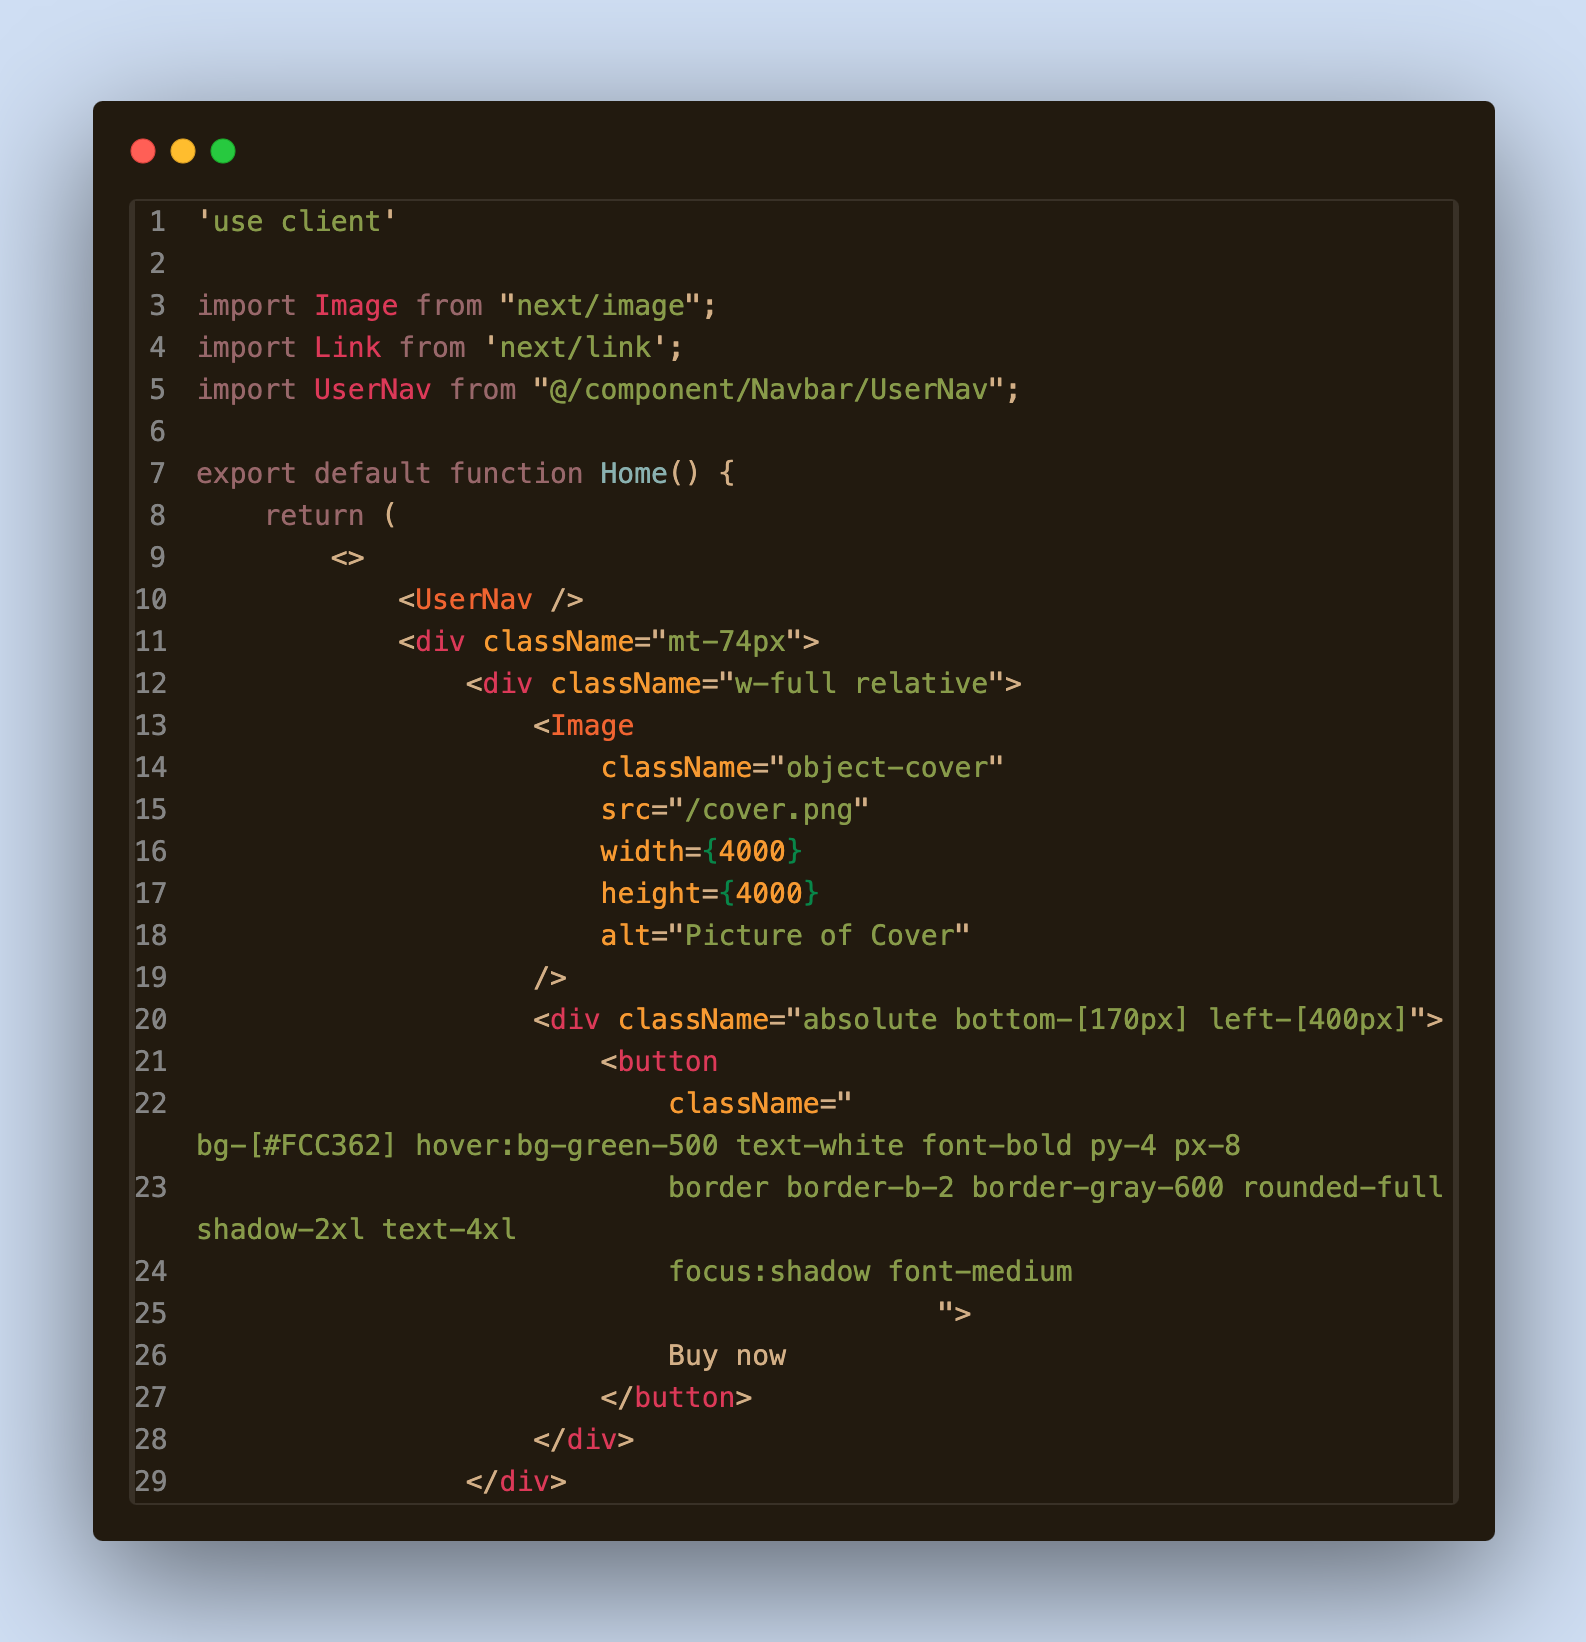 1 'use client'
2
3 import Image from "next/image";
4 import Link from 'next/link';
5 import UserNav from "@/component/Navbar/UserNav";
6
7 export default function Home() {
8     return (
9         <>
10             <UserNav />
11             <div className="mt-74px">
12                 <div className="w-full relative">
13                     <Image
14                         className="object-cover"
15                         src="/cover.png"
16                         width={4000}
17                         height={4000}
18                         alt="Picture of Cover"
19                     />
20                     <div className="absolute bottom-[170px] left-[400px]">
21                         <button
22                             className="
bg-[#FCC362] hover:bg-green-500 text-white font-bold py-4 px-8
23                             border border-b-2 border-gray-600 rounded-full
shadow-2xl text-4xl
24                             focus:shadow font-medium
25                                             ">
26                             Buy now
27                         </button>
28                     </div>
29                 </div>